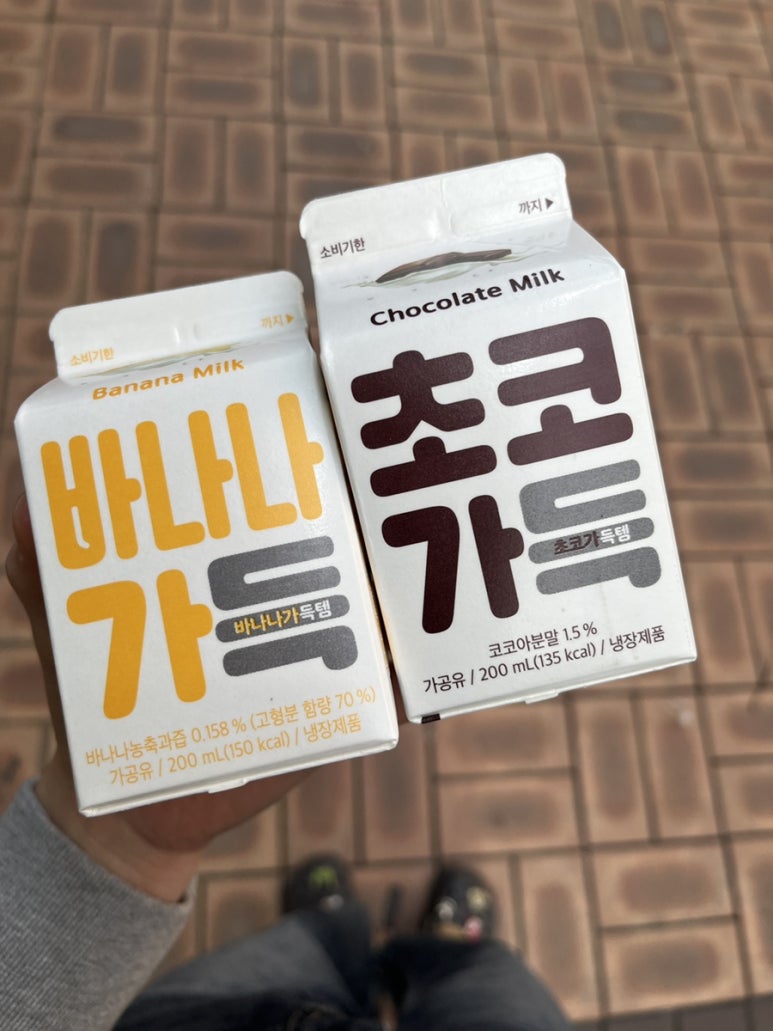 소비기한 까지▶
Banana Milk
바나나
가득
바나나가득템
바나나농축과즙 0.158 % (고형분 함량 70 %)
가공유 / 200 mL(150 kcal) / 냉장제품
소비기한 까지▶
Chocolate Milk
초코
가득
초코가득템
코코아분말 1.5 %
가공유 / 200 mL(135 kcal) / 냉장제품